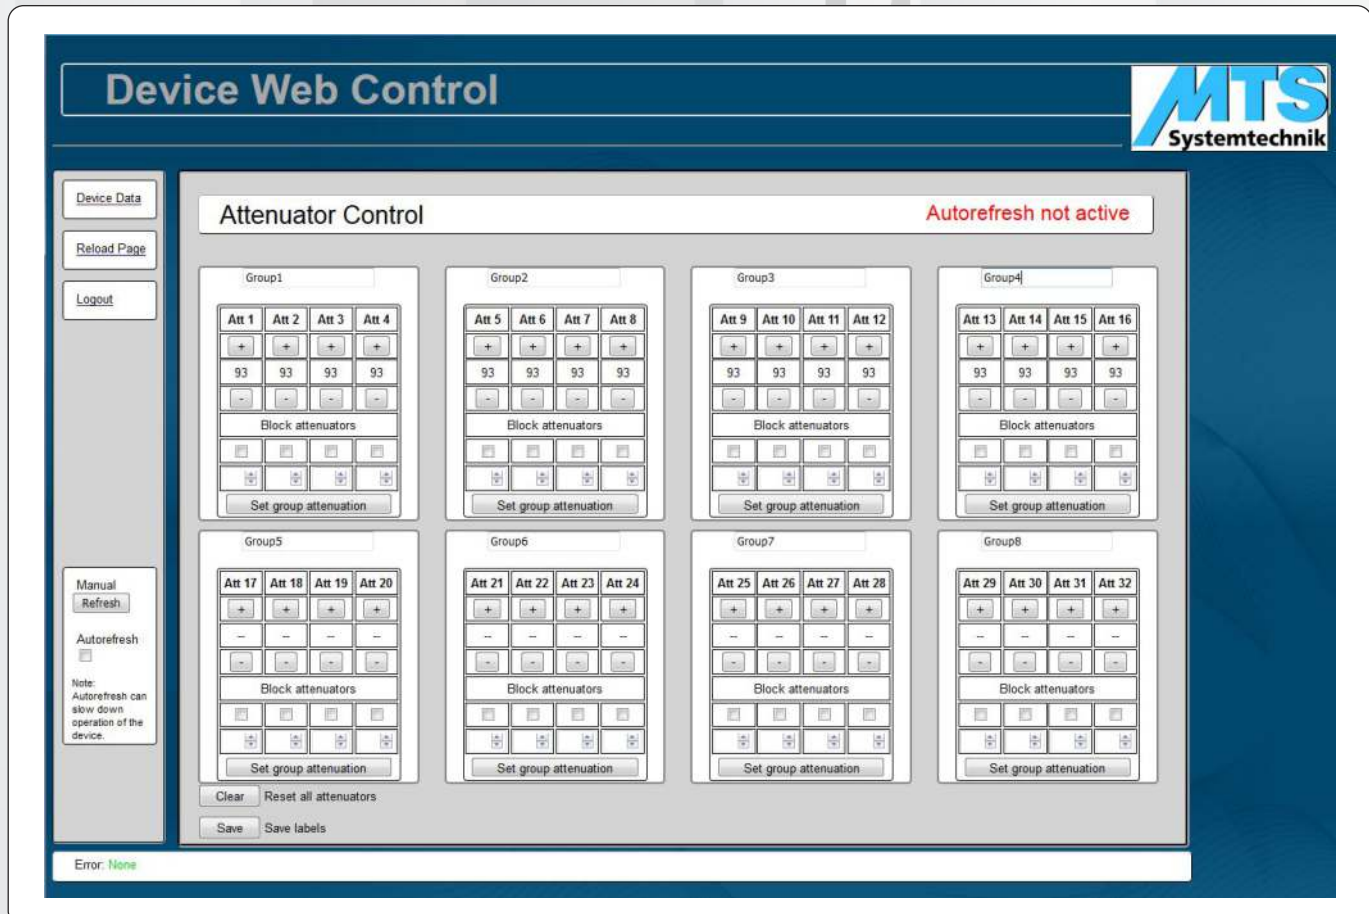 Device Web Control
MTS
Systemtechnik
Device Data
Reload Page
Logout
Attenuator Control
Autorefresh not active
Group1 Group2 Group3 Group4
Att 1 Att 2 Att 3 Att 4 Att 5 Att 6 Att 7 Att 8 Att 9 Att 10 Att 11 Att 12 Att 13 Att 14 Att 15 Att 16
+ + + + + + + + + + + + + + + +
93 93 93 93 93 93 93 93 93 93 93 93 93 93 93 93
- - - - - - - - - - - - - - - -
Block attenuators Block attenuators Block attenuators Block attenuators
Set group attenuation Set group attenuation Set group attenuation Set group attenuation
Group5 Group6 Group7 Group8
Att 17 Att 18 Att 19 Att 20 Att 21 Att 22 Att 23 Att 24 Att 25 Att 26 Att 27 Att 28 Att 29 Att 30 Att 31 Att 32
+ + + + + + + + + + + + + + + +
-- -- -- -- -- -- -- -- -- -- -- -- -- -- -- --
- - - - - - - - - - - - - - - -
Block attenuators Block attenuators Block attenuators Block attenuators
Set group attenuation Set group attenuation Set group attenuation Set group attenuation
Manual
Refresh
Autorefresh
Note:
Autorefresh can
slow down
operation of the
device.
Clear Reset all attenuators
Save Save labels
Error: None